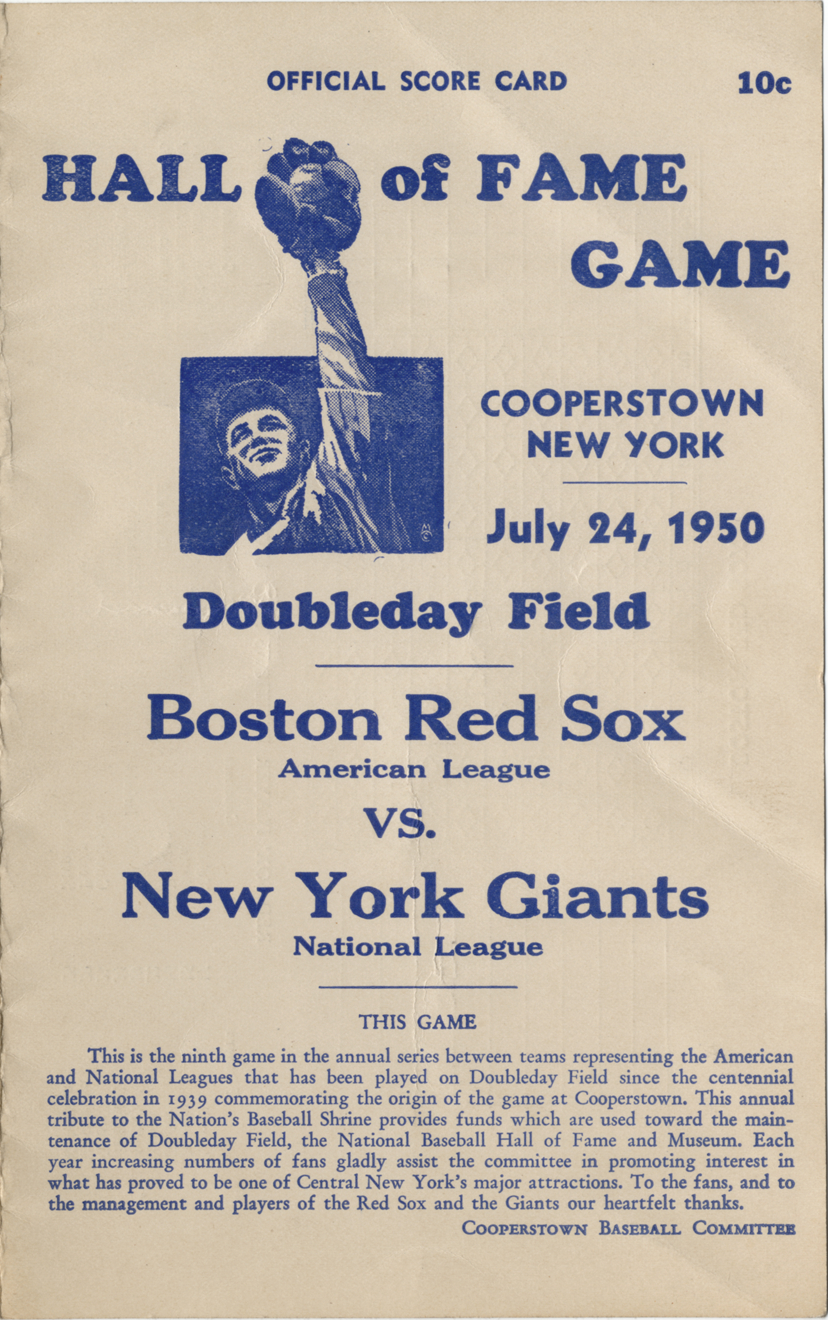 OFFICIAL SCORE CARD 10c
HALL of FAME
GAME
COOPERSTOWN
NEW YORK
July 24, 1950
Doubleday Field
Boston Red Sox
American League
VS.
New York Giants
National League
THIS GAME
This is the ninth game in the annual series between teams representing the American
and National Leagues that has been played on Doubleday Field since the centennial
celebration in 1939 commemorating the origin of the game at Cooperstown. This annual
tribute to the Nation's Baseball Shrine provides funds which are used toward the main-
tenance of Doubleday Field, the National Baseball Hall of Fame and Museum. Each
year increasing numbers of fans gladly assist the committee in promoting interest in
what has proved to be one of Central New York's major attractions. To the fans, and to
the management and players of the Red Sox and the Giants our heartfelt thanks.
COOPERSTOWN BASEBALL COMMITTEE